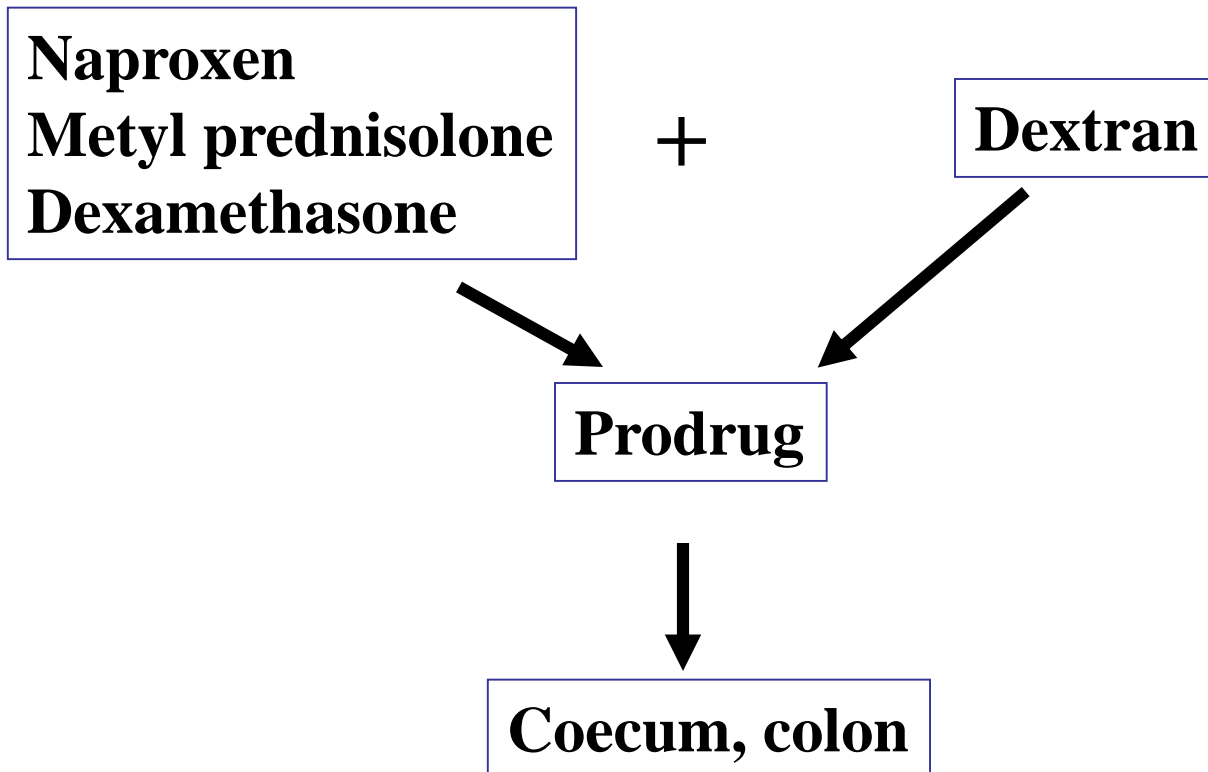 Naproxen
Metyl prednisolone
Dexamethasone
+
Dextran
Prodrug
Coecum, colon